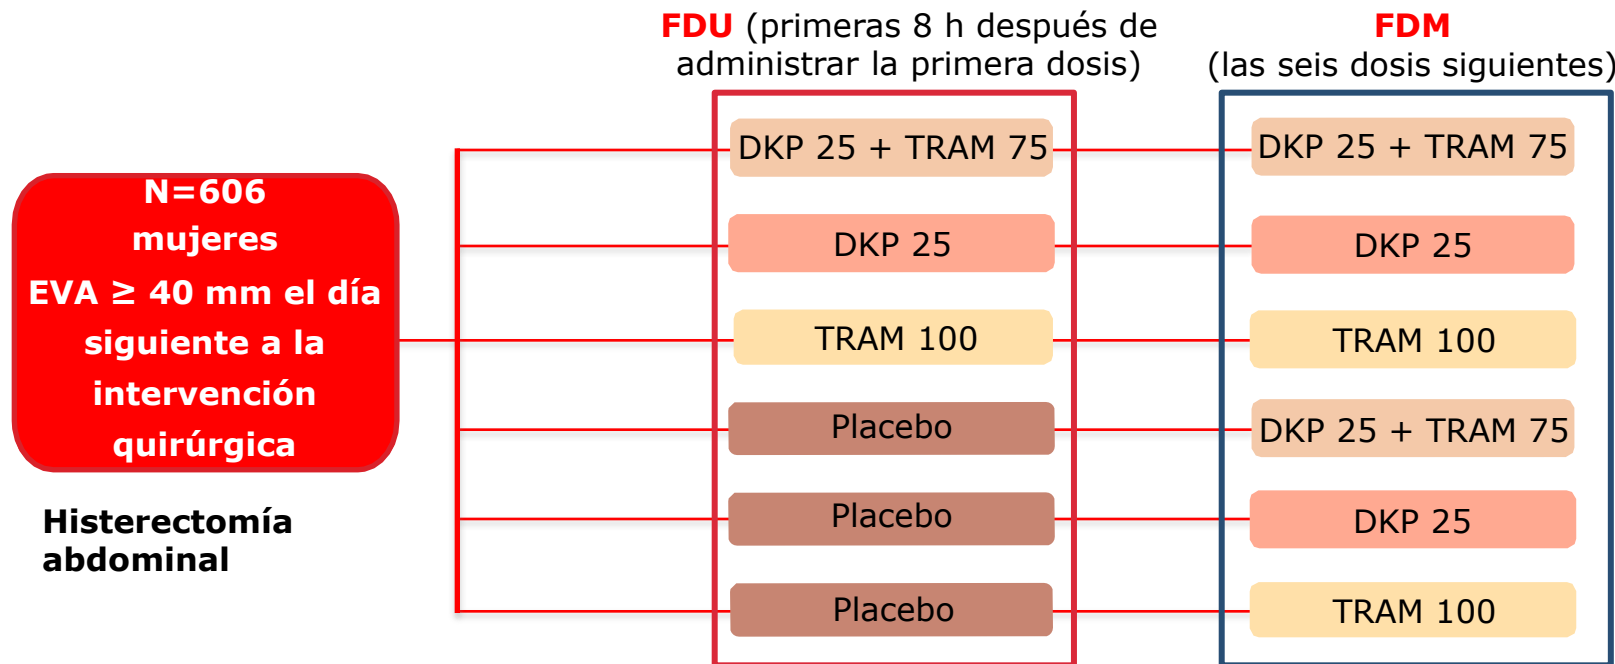 FDU (primeras 8 h después de
administrar la primera dosis)
FDM
(las seis dosis siguientes)
N=606
mujeres
EVA ≥ 40 mm el día
siguiente a la
intervención
quirúrgica
Histerectomía
abdominal
DKP 25 + TRAM 75
DKP 25 + TRAM 75
DKP 25
DKP 25
TRAM 100
TRAM 100
Placebo
DKP 25 + TRAM 75
Placebo
DKP 25
Placebo
TRAM 100